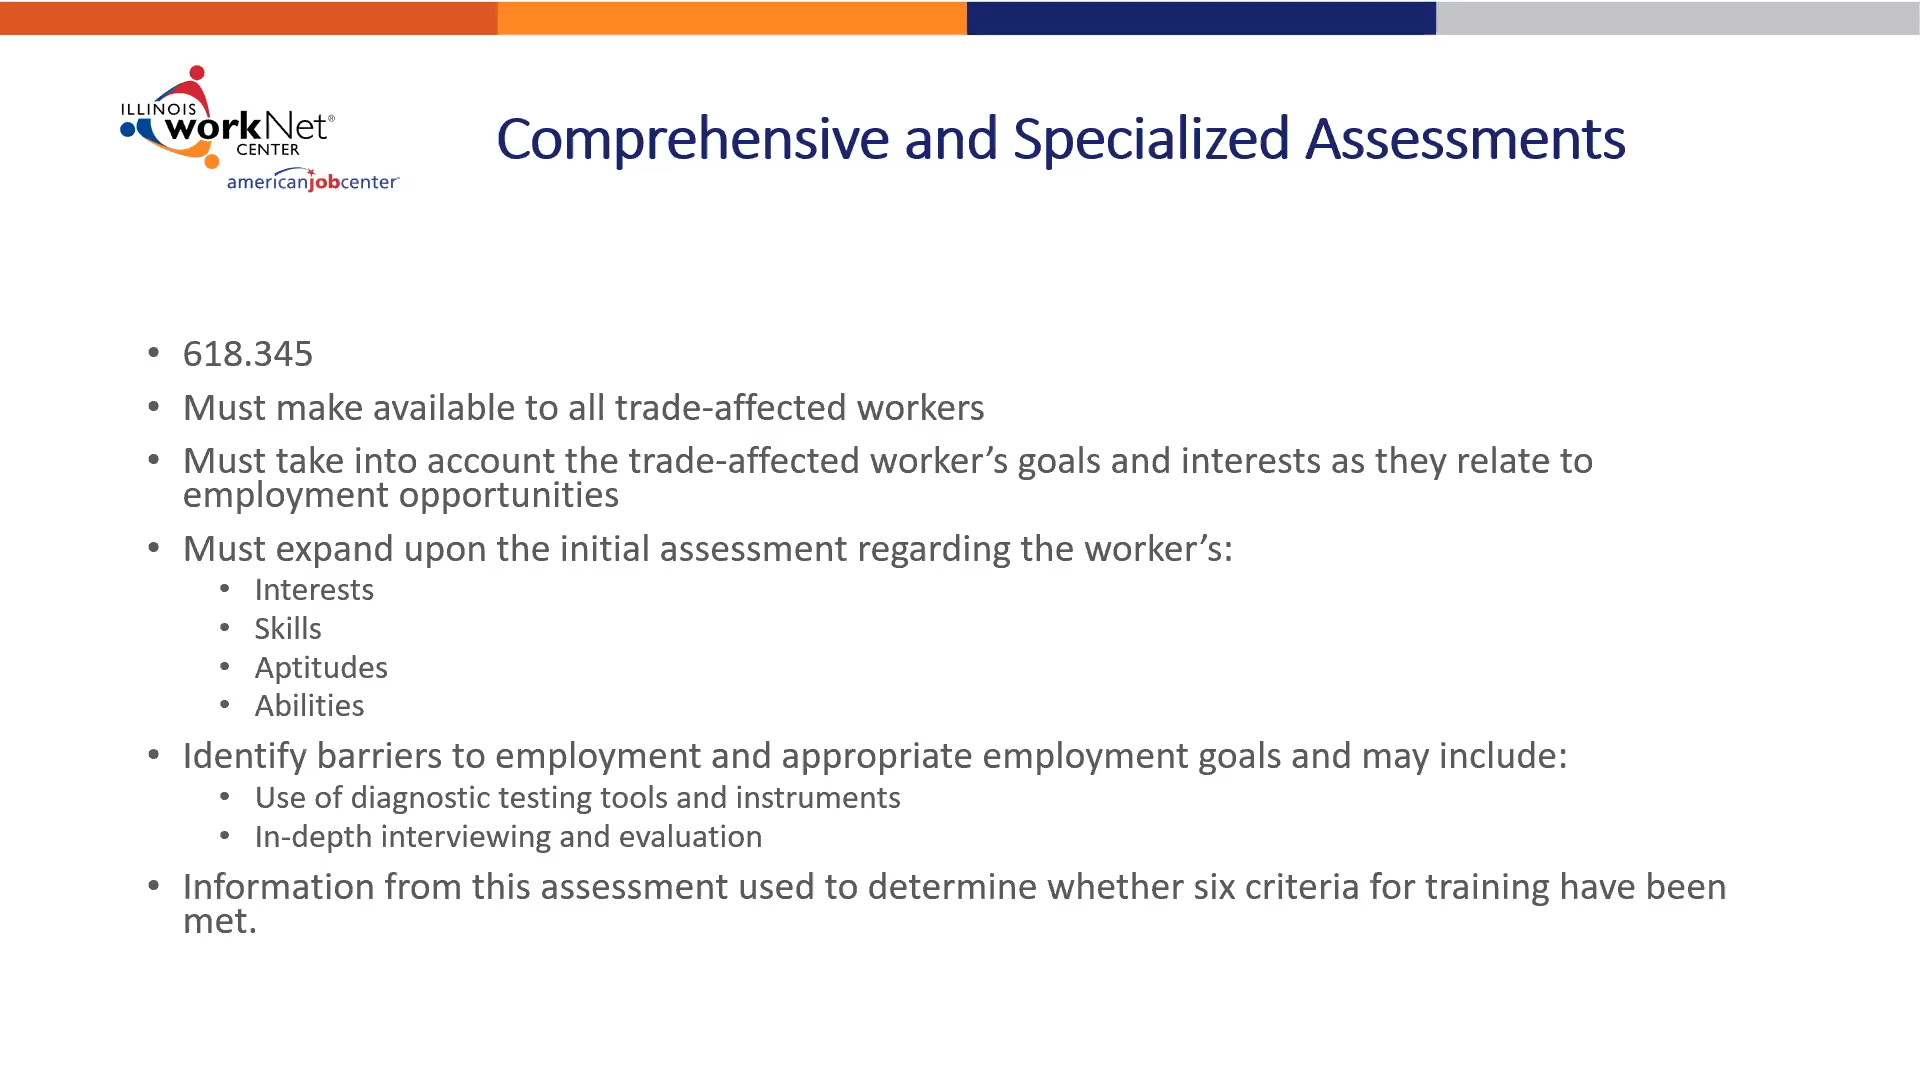 ILLINOIS
workNet®
CENTER
americanjobcenter
Comprehensive and Specialized Assessments
• 618.345
• Must make available to all trade-affected workers
• Must take into account the trade-affected worker’s goals and interests as they relate to
employment opportunities
• Must expand upon the initial assessment regarding the worker’s:
• Interests
• Skills
• Aptitudes
• Abilities
• Identify barriers to employment and appropriate employment goals and may include:
• Use of diagnostic testing tools and instruments
• In-depth interviewing and evaluation
• Information from this assessment used to determine whether six criteria for training have been
met.